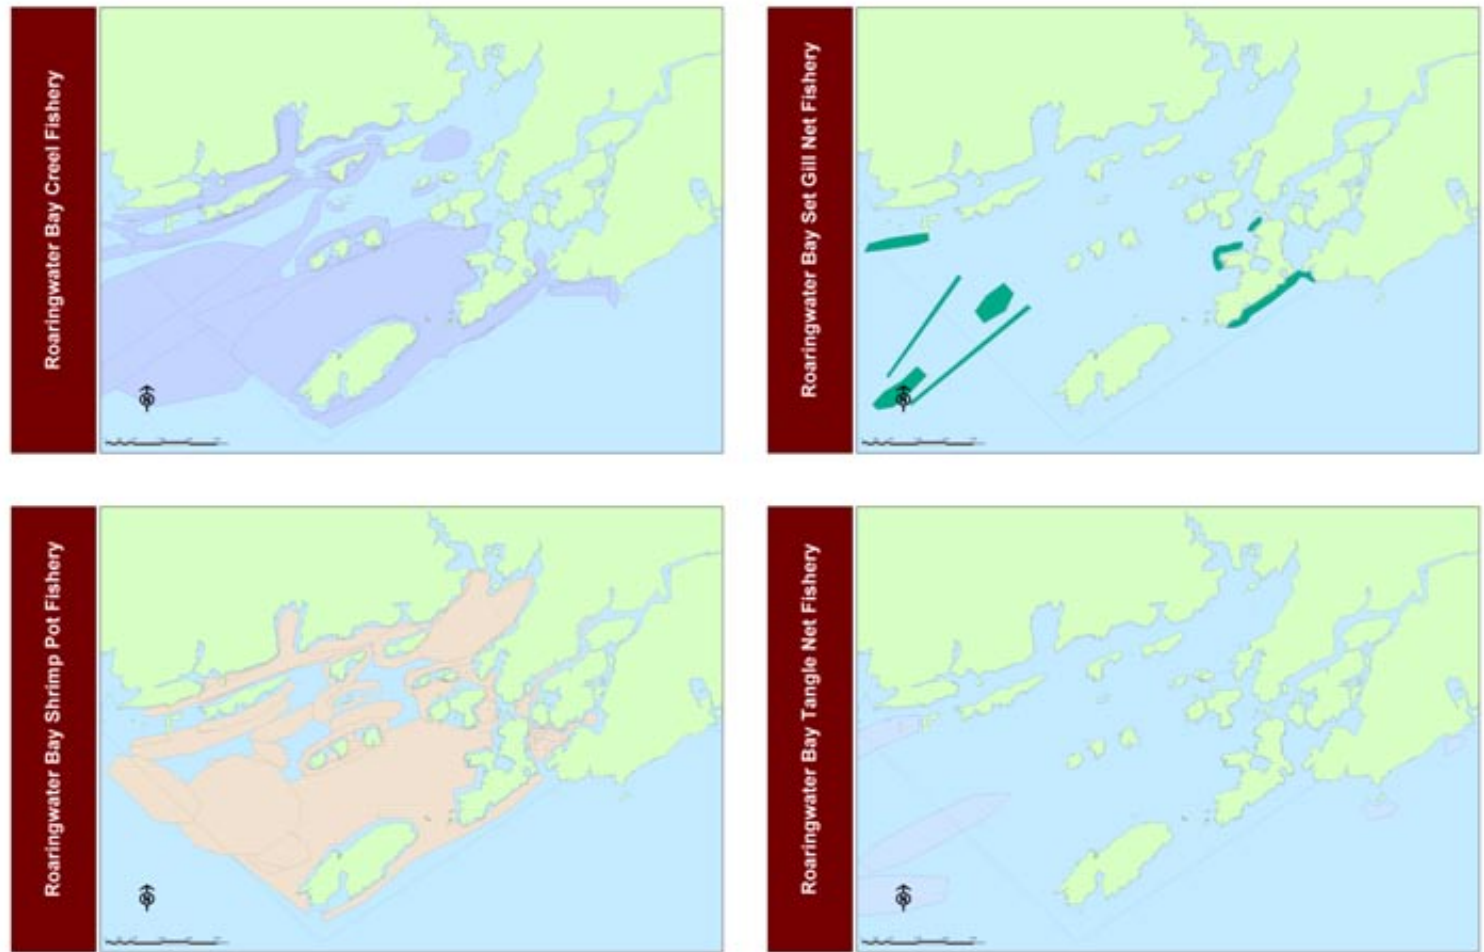 Roaringwater Bay Creel Fishery
Roaringwater Bay Set Gill Net Fishery
Roaringwater Bay Shrimp Pot Fishery
Roaringwater Bay Tangle Net Fishery